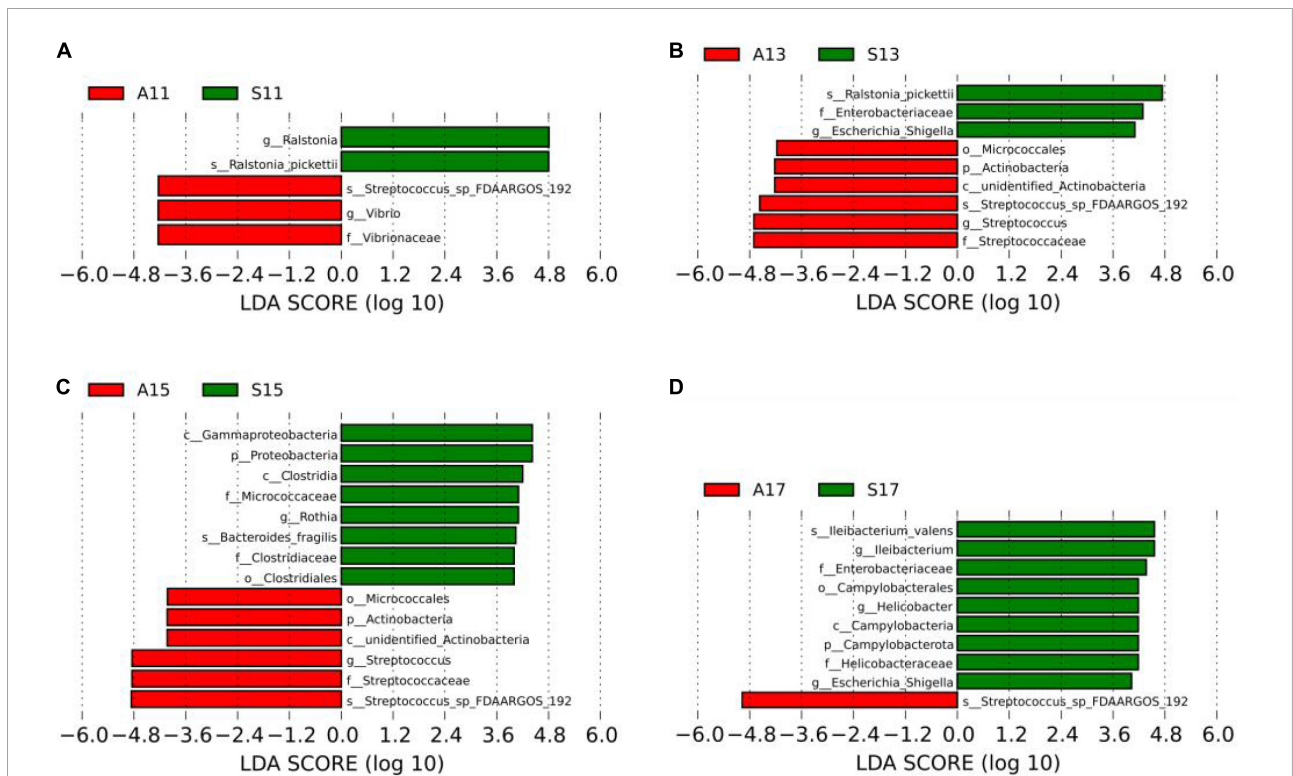 A
A11 S11
g__Ralstonia
s__Ralstonia_pickettii
s__Streptococcus_sp_FDAARGOS_192
g__Vibrio
f__Vibrionaceae
−6.0 −4.8 −3.6 −2.4 −1.2 0.0 1.2 2.4 3.6 4.8 6.0
LDA SCORE (log 10)
B
A13 S13
s__Ralstonia_pickettii
f__Enterobacteriaceae
g__Escherichia_Shigella
o__Micrococcales
p__Actinobacteria
c__unidentified_Actinobacteria
s__Streptococcus_sp_FDAARGOS_192
g__Streptococcus
f__Streptococcaceae
−6.0 −4.8 −3.6 −2.4 −1.2 0.0 1.2 2.4 3.6 4.8 6.0
LDA SCORE (log 10)
C
A15 S15
c__Gammaproteobacteria
p__Proteobacteria
c__Clostridia
f__Micrococcaceae
g__Rothia
s__Bacteroides_fragilis
f__Clostridiaceae
o__Clostridiales
o__Micrococcales
p__Actinobacteria
c__unidentified_Actinobacteria
g__Streptococcus
f__Streptococcaceae
s__Streptococcus_sp_FDAARGOS_192
−6.0 −4.8 −3.6 −2.4 −1.2 0.0 1.2 2.4 3.6 4.8 6.0
LDA SCORE (log 10)
D
A17 S17
s__Ileibacterium_valens
g__Ileibacterium
f__Enterobacteriaceae
o__Campylobacterales
g__Helicobacter
c__Campylobacteria
p__Campylobacterota
f__Helicobacteraceae
g__Escherichia_Shigella
s__Streptococcus_sp_FDAARGOS_192
−6.0 −4.8 −3.6 −2.4 −1.2 0.0 1.2 2.4 3.6 4.8 6.0
LDA SCORE (log 10)